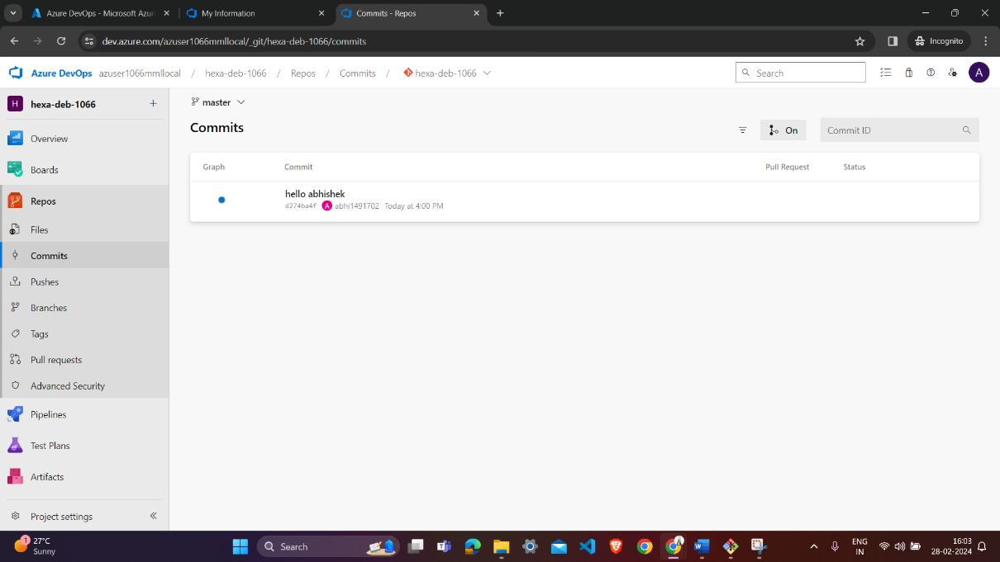 Azure DevOps - Microsoft Azur
My Information
Commits - Repos
dev.azure.com/azuser1066mmllocal/_git/hexa-deb-1066/commits
Incognito
Azure DevOps azuser1066mmllocal / hexa-deb-1066 / Repos / Commits / hexa-deb-1066
Search
A
H hexa-deb-1066
Overview
Boards
Repos
Files
Commits
Pushes
Branches
Tags
Pull requests
Advanced Security
Pipelines
Test Plans
Artifacts
Project settings
master
Commits
On
Commit ID
Graph Commit Pull Request Status
hello abhishek
d274ba4f A abhi1491702 Today at 4:00 PM
1
27°C
Sunny
Search
A
ENG
IN
16:03
28-02-2024